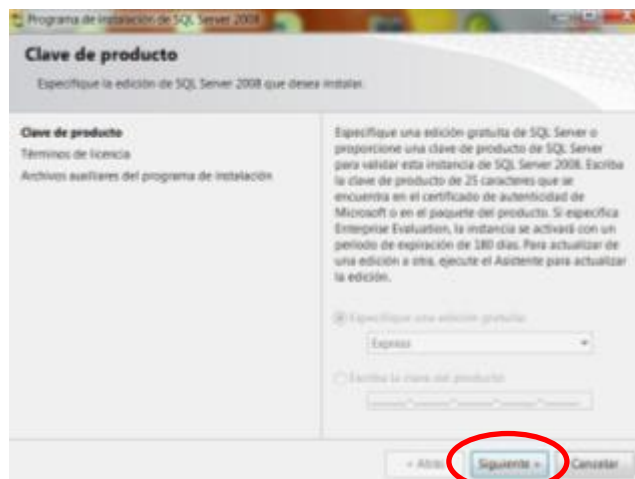 Programa de instalación de SQL Server 2008
Clave de producto
Especifique la edición de SQL Server 2008 que desea instalar.
Clave de producto
Términos de licencia
Archivos auxiliares del programa de instalación
Especifique una edición gratuita de SQL Server o
proporcione una clave de producto de SQL Server
para validar esta instancia de SQL Server 2008. Escriba
la clave de producto de 25 caracteres que se
encuentra en el certificado de autenticidad de
Microsoft o en el paquete del producto. Si especifica
Enterprise Evaluation, la instancia se activará con un
período de expiración de 180 días. Para actualizar de
una edición a otra, ejecute el Asistente para actualizar
la edición.
Especifique una edición gratuita:
Express
Escriba la clave del producto:
< Atrás
Siguiente >
Cancelar